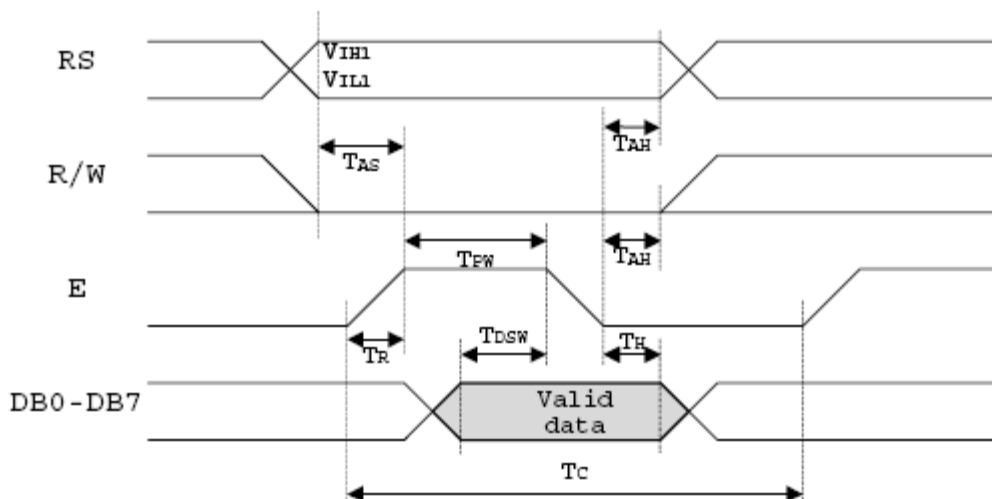 RS
VIH1
VIL1
TAS
TAH
R/W
TPW
TAH
E
TR
TDSW
TH
DB0-DB7
Valid
data
TC